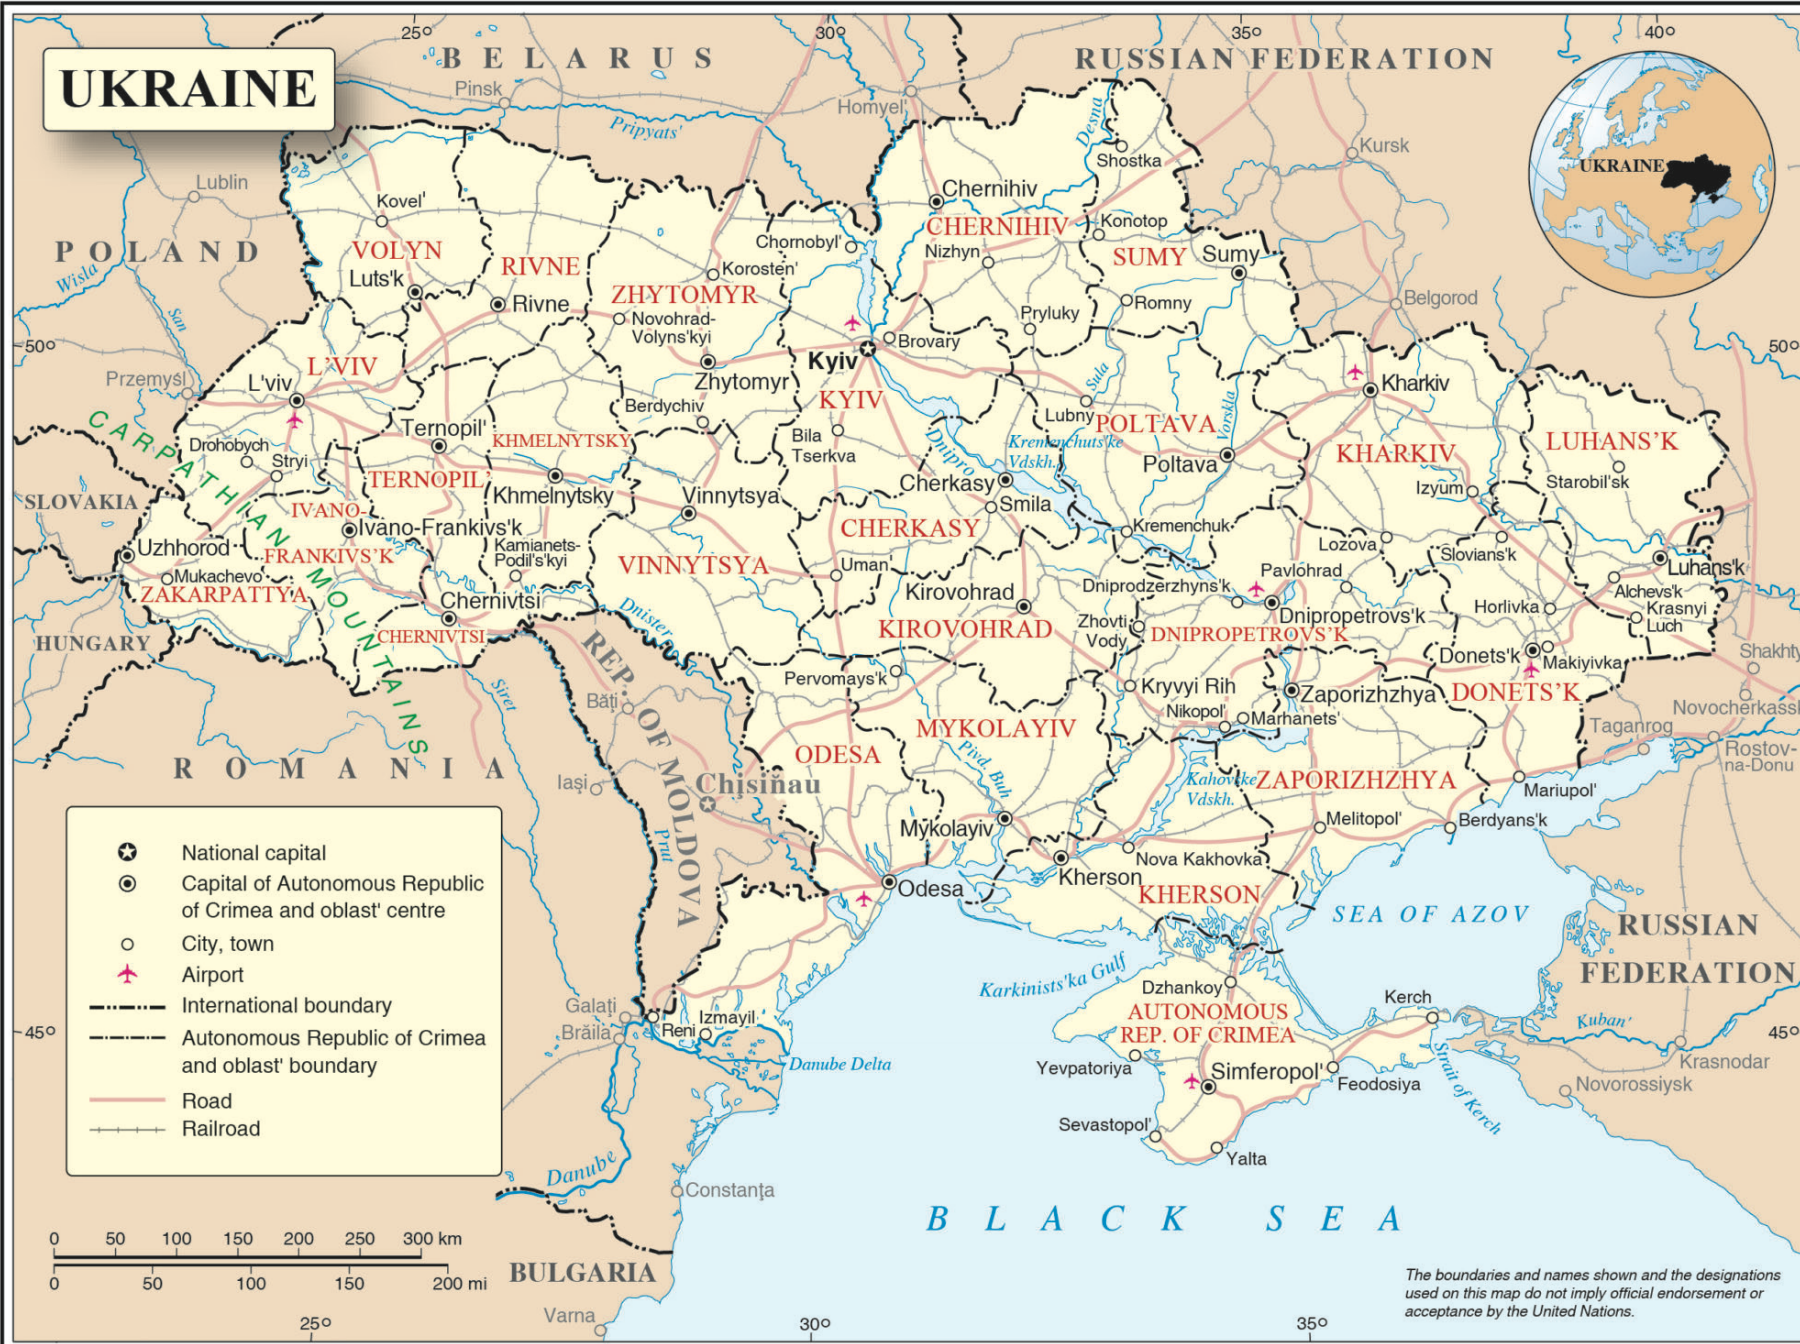 25°
30°
35°
40°
BELARUS
RUSSIAN FEDERATION
UKRAINE
Pinsk
Homyel'
Pripyats'
Desna
Shostka
Kursk
UKRAINE
Lublin
Kovel'
Chernihiv
CHERNIHIV
Konotop
POLAND
VOLYN
RIVNE
Chornobyl'
Nizhyn
SUMY
Sumy
Wisla
Luts'k
Korosten'
ZHYTOMYR
Rivne
Romny
Belgorod
San
Novohrad-
Volyns'kyi
Pryluky
50°
50°
Brovary
Kyiv
L'VIV
Przemyśl
L'viv
Zhytomyr
Sula
Kharkiv
KYIV
Berdychiv
Lubny
POLTAVA
Vorskla
CARPATHIAN MOUNTAINS
Drohobych
Ternopil'
KHMELNYTSKY
Bila
Tserkva
Dnipro
Kremenchuts'ke
Vdskh.
KHARKIV
LUHANS'K
Stryi
TERNOPIL'
Poltava
Starobil'sk
SLOVAKIA
Khmelnytsky
Vinnytsya
Cherkasy
Smila
Izyum
IVANO-
FRANKIVS'K
Ivano-Frankivs'k
CHERKASY
Kremenchuk
Uzhhorod
Kamianets-
Podil's'kyi
VINNYTSYA
Uman'
Lozova
Slovians'k
Mukachevo
ZAKARPATTYA
Pavlohrad
Luhans'k
Chernivtsi
Dnister
Kirovohrad
Dniprodzerzhyns'k
Alchevs'k
CHERNIVTSI
KIROVOHRAD
Zhovti
Vody
Dnipropetrovs'k
DNIPROPETROVS'K
Horlivka
Krasnyi
Luch
HUNGARY
REP. OF MOLDOVA
Donets'k
Makiyivka
Shakhty
Siret
Pervomays'k
Kryvyi Rih
Zaporizhzhya
DONETS'K
Băţi
Nikopol'
Marhanets'
Novocherkassk
Taganrog
MYKOLAYIV
Rostov-
na-Donu
ODESA
ROMANIA
Iaşi
Chişiñau
Pivd. Buh
Kahovs'ke
Vdskh.
ZAPORIZHZHYA
Mariupol'
Prut
Mykolayiv
Melitopol'
Berdyans'k
Nova Kakhovka
Kherson
Odesa
KHERSON
SEA OF AZOV
RUSSIAN
FEDERATION
Karkinists'ka Gulf
Dzhankoy
Kerch
Galaţi
Izmayil
Reni
Brăila
AUTONOMOUS
REP. OF CRIMEA
Kuban'
45°
45°
Danube Delta
Yevpatoriya
Simferopol'
Feodosiya
Strait of Kerch
Krasnodar
Novorossiysk
Sevastopol'
Yalta
Danube
Constanţa
BLACK SEA
BULGARIA
Varna
National capital
Capital of Autonomous Republic
of Crimea and oblast' centre
City, town
Airport
International boundary
Autonomous Republic of Crimea
and oblast' boundary
Road
Railroad
0 50 100 150 200 250 300 km
0 50 100 150 200 mi
The boundaries and names shown and the designations
used on this map do not imply official endorsement or
acceptance by the United Nations.
25°
30°
35°